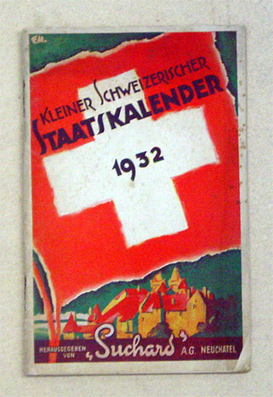 KLEINER SCHWEIZERISCHER
STAATSKALENDER
1932
HERAUSGEGEBEN
VON „Suchard" A.G. NEUCHATEL